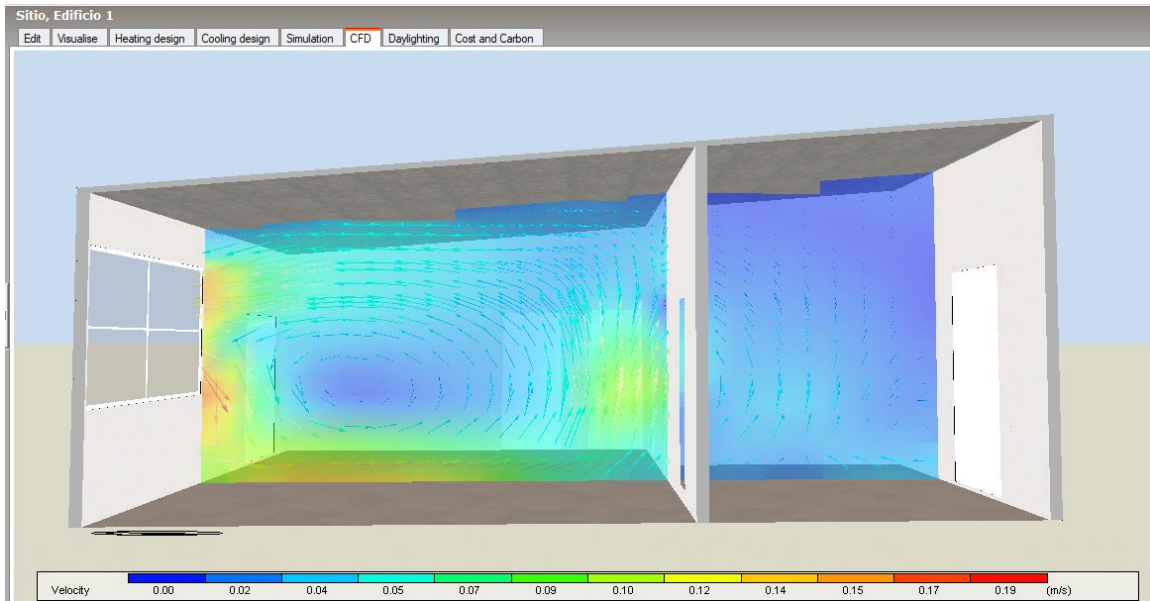 Sitio, Edificio 1
Edit Visualise Heating design Cooling design Simulation CFD Daylighting Cost and Carbon
Velocity 0.00 0.02 0.04 0.05 0.07 0.09 0.10 0.12 0.14 0.15 0.17 0.19 (m/s)